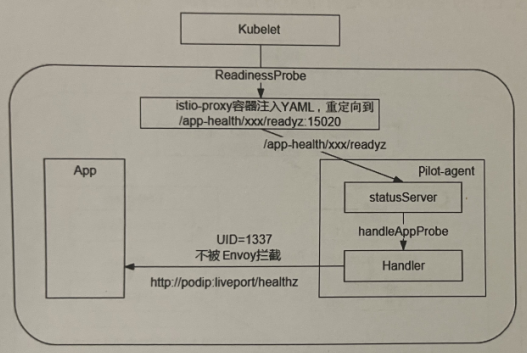 Kubelet
ReadinessProbe
istio-proxy容器注入YAML，重定向到
/app-health/xxx/readyz:15020
/app-health/xxx/readyz
App
Pilot-agent
statusServer
handleAppProbe
UID=1337
不被 Envoy拦截
Handler
http://podip:liveport/healthz